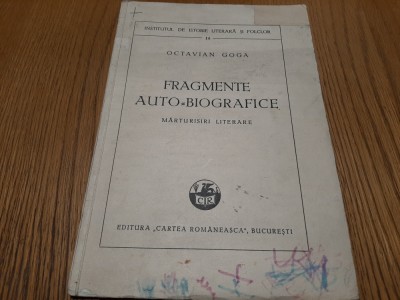 INSTITUTUL DE ISTORIE LITERARĂ ȘI FOLCLOR
OCTAVIAN GOGA
FRAGMENTE
AUTO-BIOGRAFICE
MĂRTURISIRI LITERARE
CR
EDITURA „CARTEA ROMÂNEASCĂ”, BUCUREȘTI